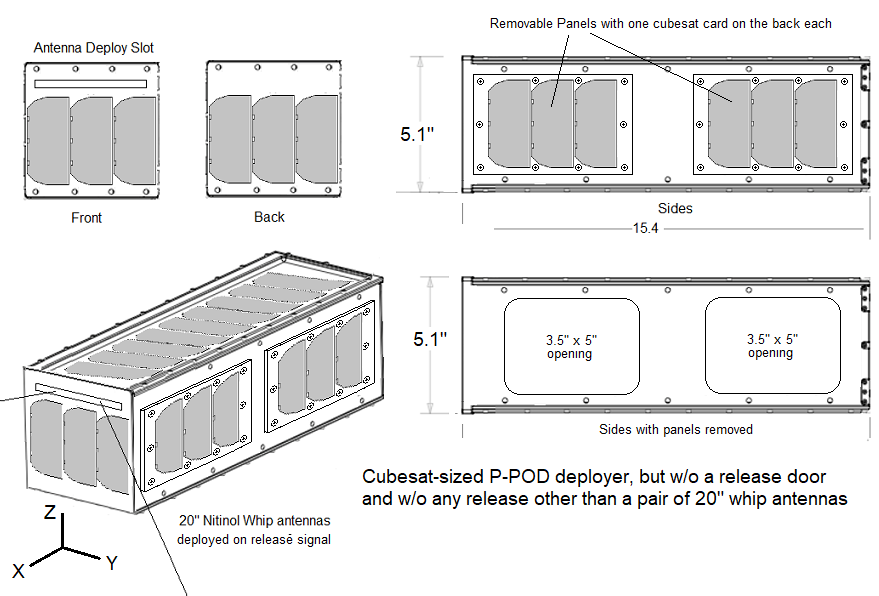 Removable Panels with one cubesat card on the back each
Antenna Deploy Slot
5.1"
Front
Back
Sides
15.4
5.1"
3.5" x 5"
opening
3.5" x 5"
opening
Sides with panels removed
Cubesat-sized P-POD deployer, but w/o a release door
and w/o any release other than a pair of 20" whip antennas
20" Nitinol Whip antennas
deployed on release signal
Z
X
Y